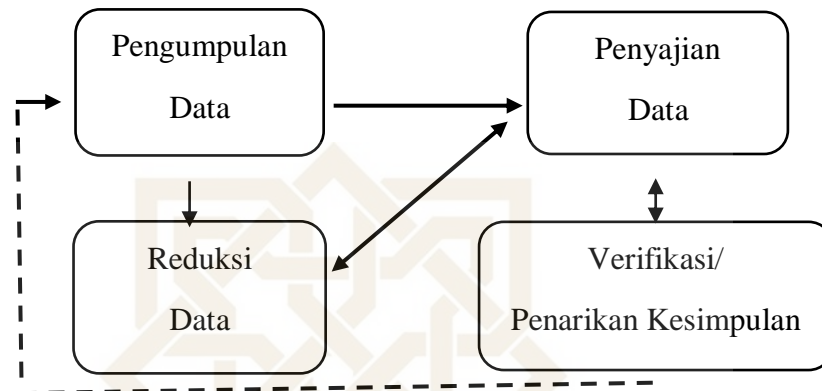 Pengumpulan
Data
Penyajian
Data
Reduksi
Data
Verifikasi/
Penarikan Kesimpulan